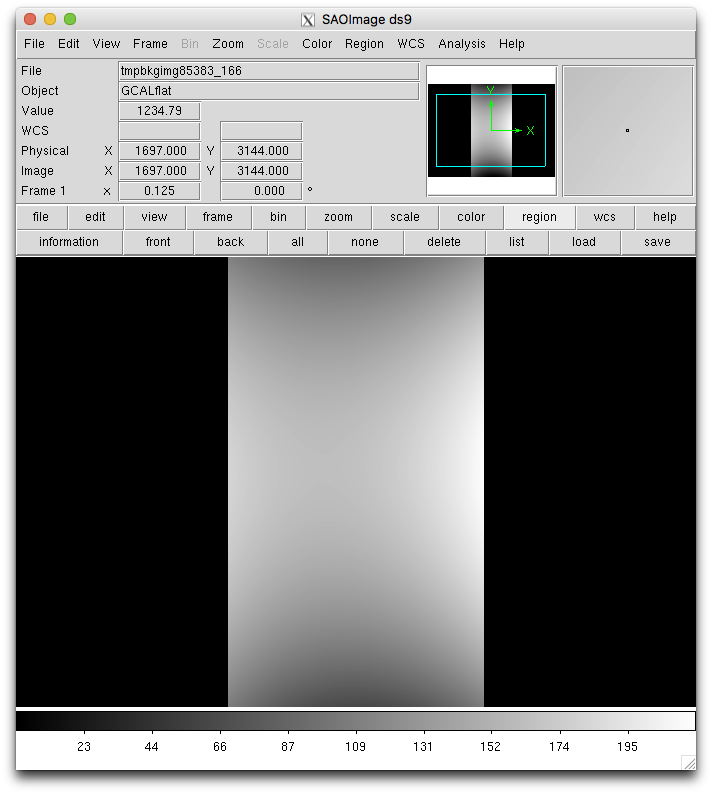 SAOImage ds9
File Edit View Frame Bin Zoom Scale Color Region WCS Analysis Help
File tmpbkgimg85383_166
Object GCALflat
Value 1234.79
WCS
Physical X 1697.000 Y 3144.000
Image X 1697.000 Y 3144.000
Frame 1 x 0.125 0.000 °
Y
X
file edit view frame bin zoom scale color region wcs help
information front back all none delete list load save
23 44 66 87 109 131 152 174 195